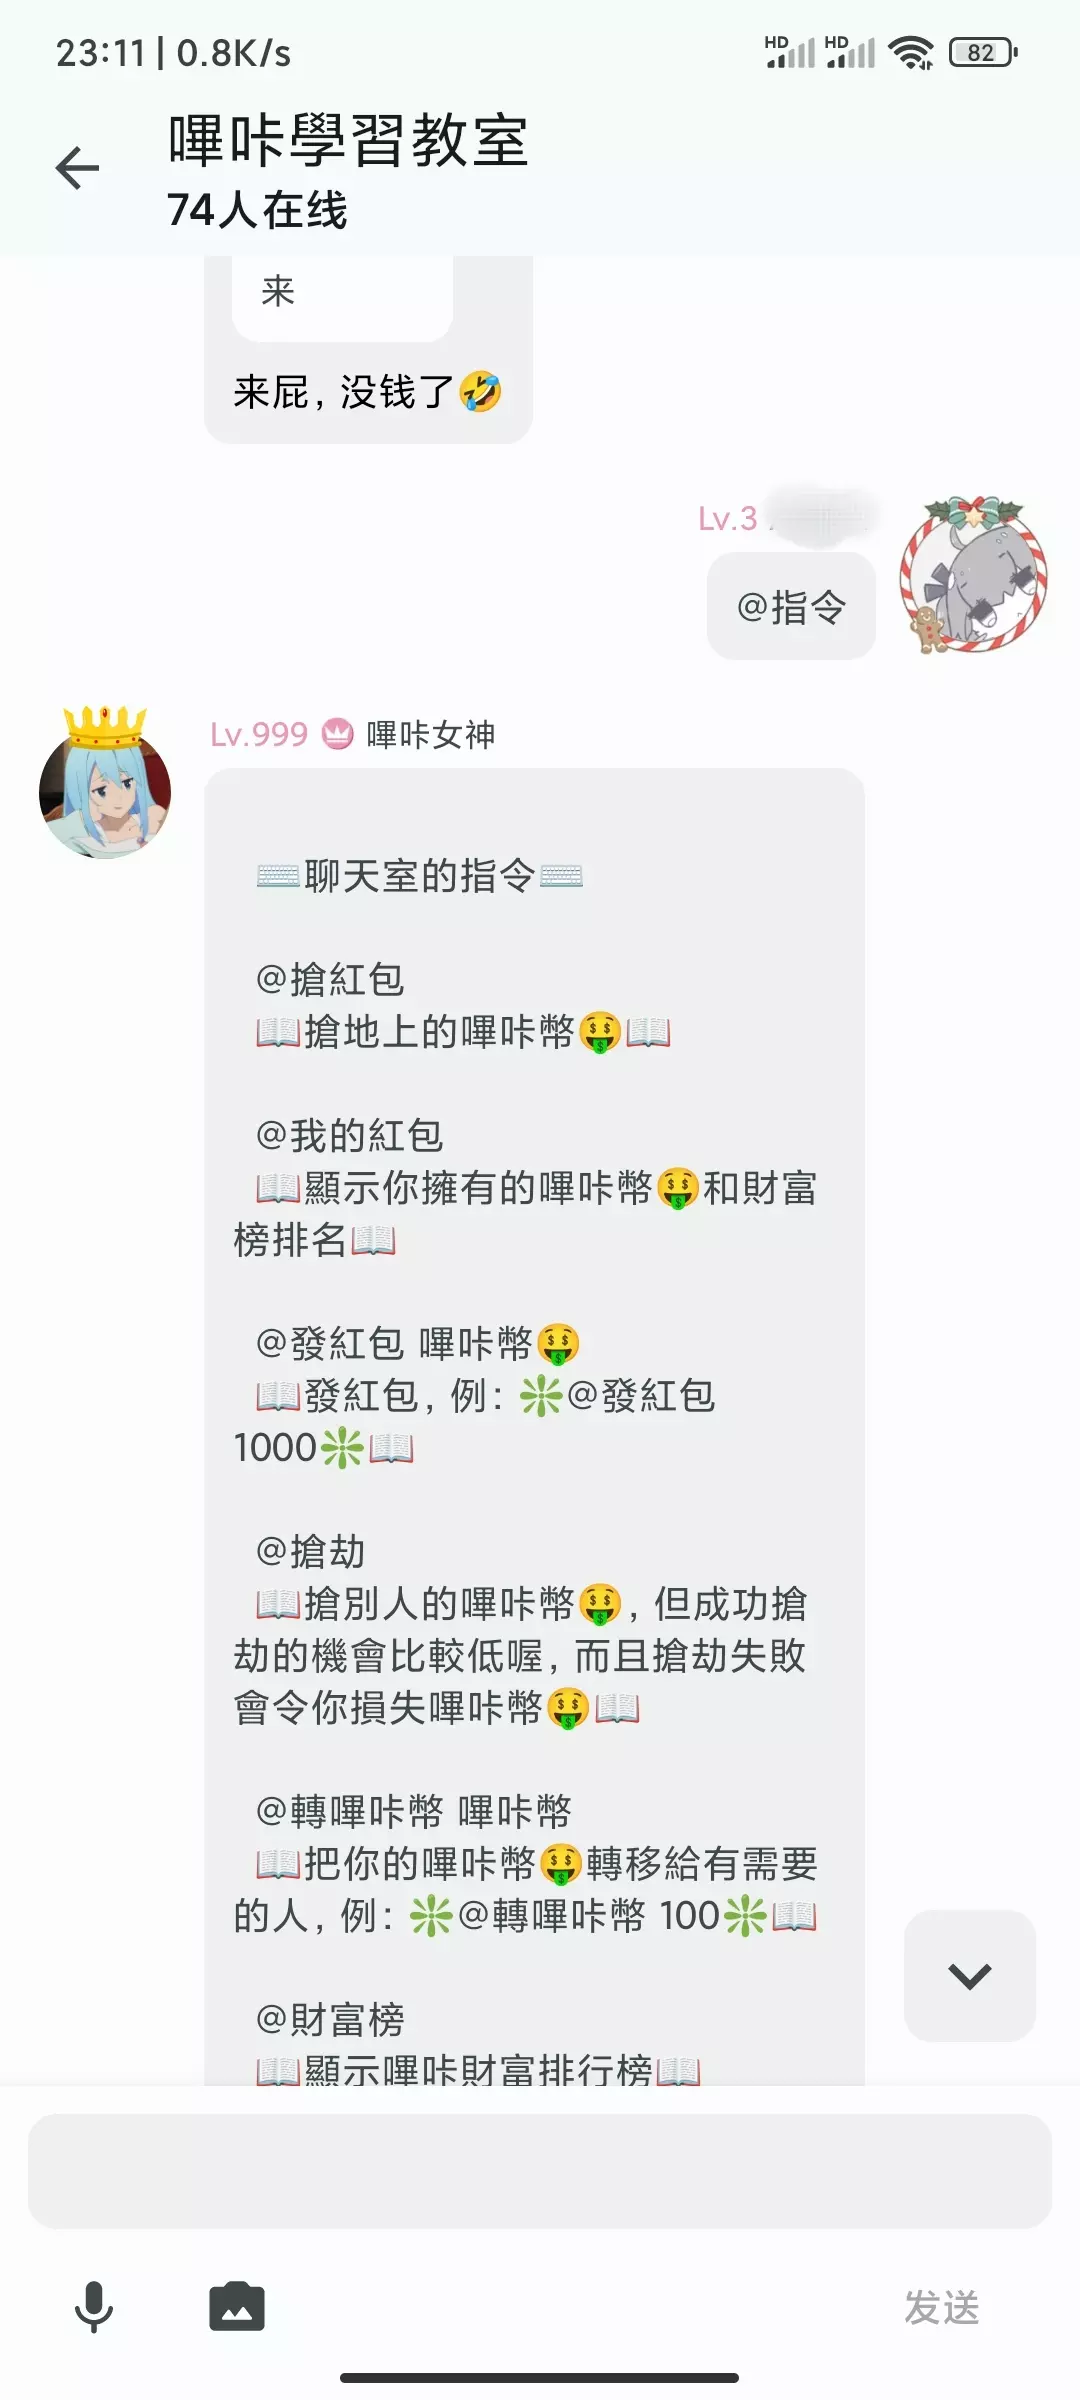 23:11 | 0.8K/s
HD HD 82
嗶咔學習教室
74人在线
来
来屁，没钱了🤣
Lv.3
@指令
Lv.999 嗶咔女神
⌨️聊天室的指令⌨️
@搶紅包
📖搶地上的嗶咔幣🤑📖
@我的紅包
📖顯示你擁有的嗶咔幣🤑和財富
榜排名📖
@發紅包 嗶咔幣🤑
📖發紅包，例：❇️@發紅包
1000❇️📖
@搶劫
📖搶別人的嗶咔幣🤑，但成功搶
劫的機會比較低喔，而且搶劫失敗
會令你損失嗶咔幣🤑📖
@轉嗶咔幣 嗶咔幣
📖把你的嗶咔幣🤑轉移給有需要
的人，例：❇️@轉嗶咔幣 100❇️📖
@財富榜
📖顯示嗶咔財富排行榜📖
发送